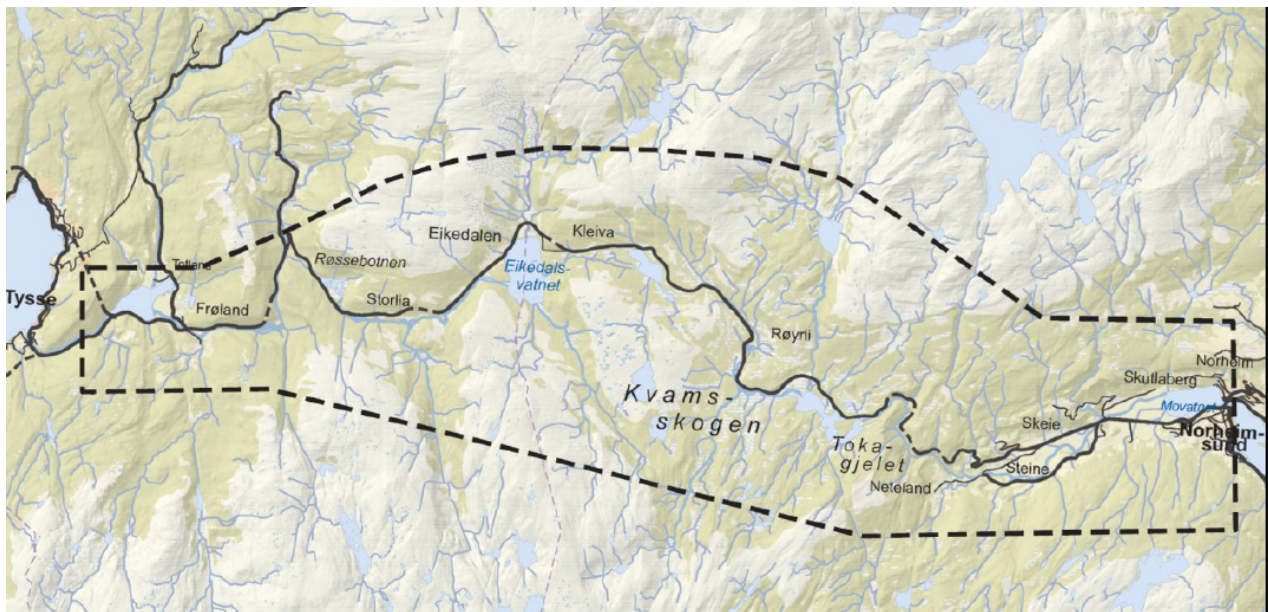 Tofland
Tysse
Frøland
Røssebotnen
Storlia
Eikedalen
Kleiva
Eikedals-
vatnet
Røyrli
Kvams-
skogen
Toka-
gjelet
Neteland
Steine
Skeie
Skutlaberg
Norheim
Movatnet
Norheim-
sund